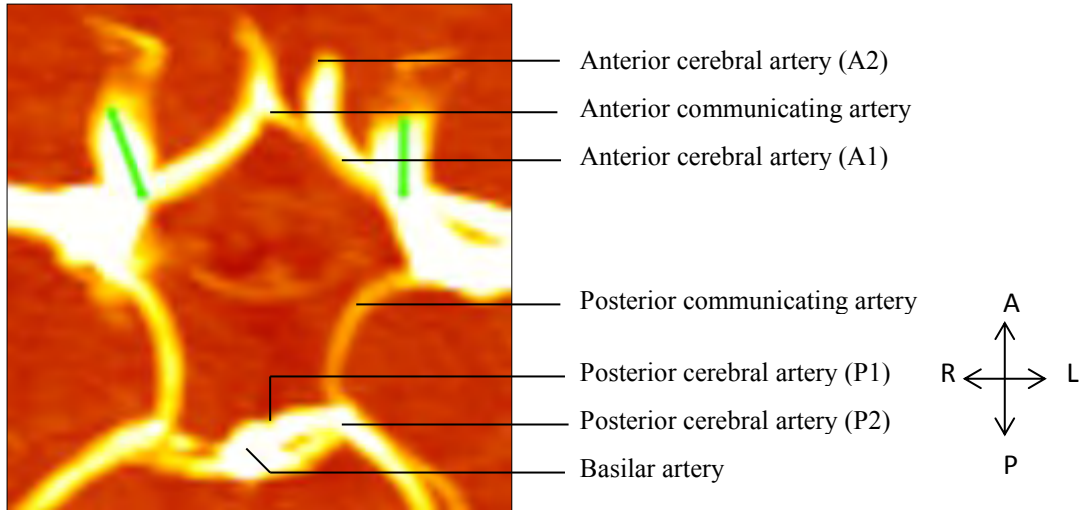 Anterior cerebral artery (A2)
Anterior communicating artery
Anterior cerebral artery (A1)
Posterior communicating artery
A
R L
Posterior cerebral artery (P1)
Posterior cerebral artery (P2)
P
Basilar artery